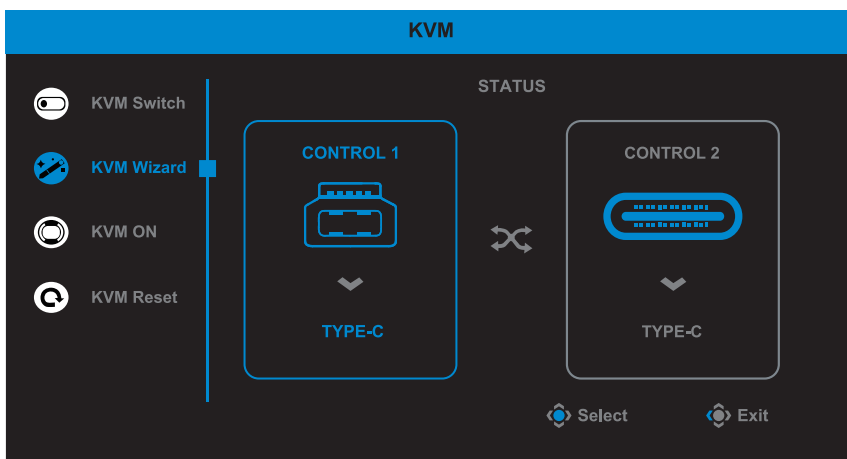 KVM
KVM Switch
KVM Wizard
KVM ON
KVM Reset
STATUS
CONTROL 1
TYPE-C
CONTROL 2
TYPE-C
Select
Exit